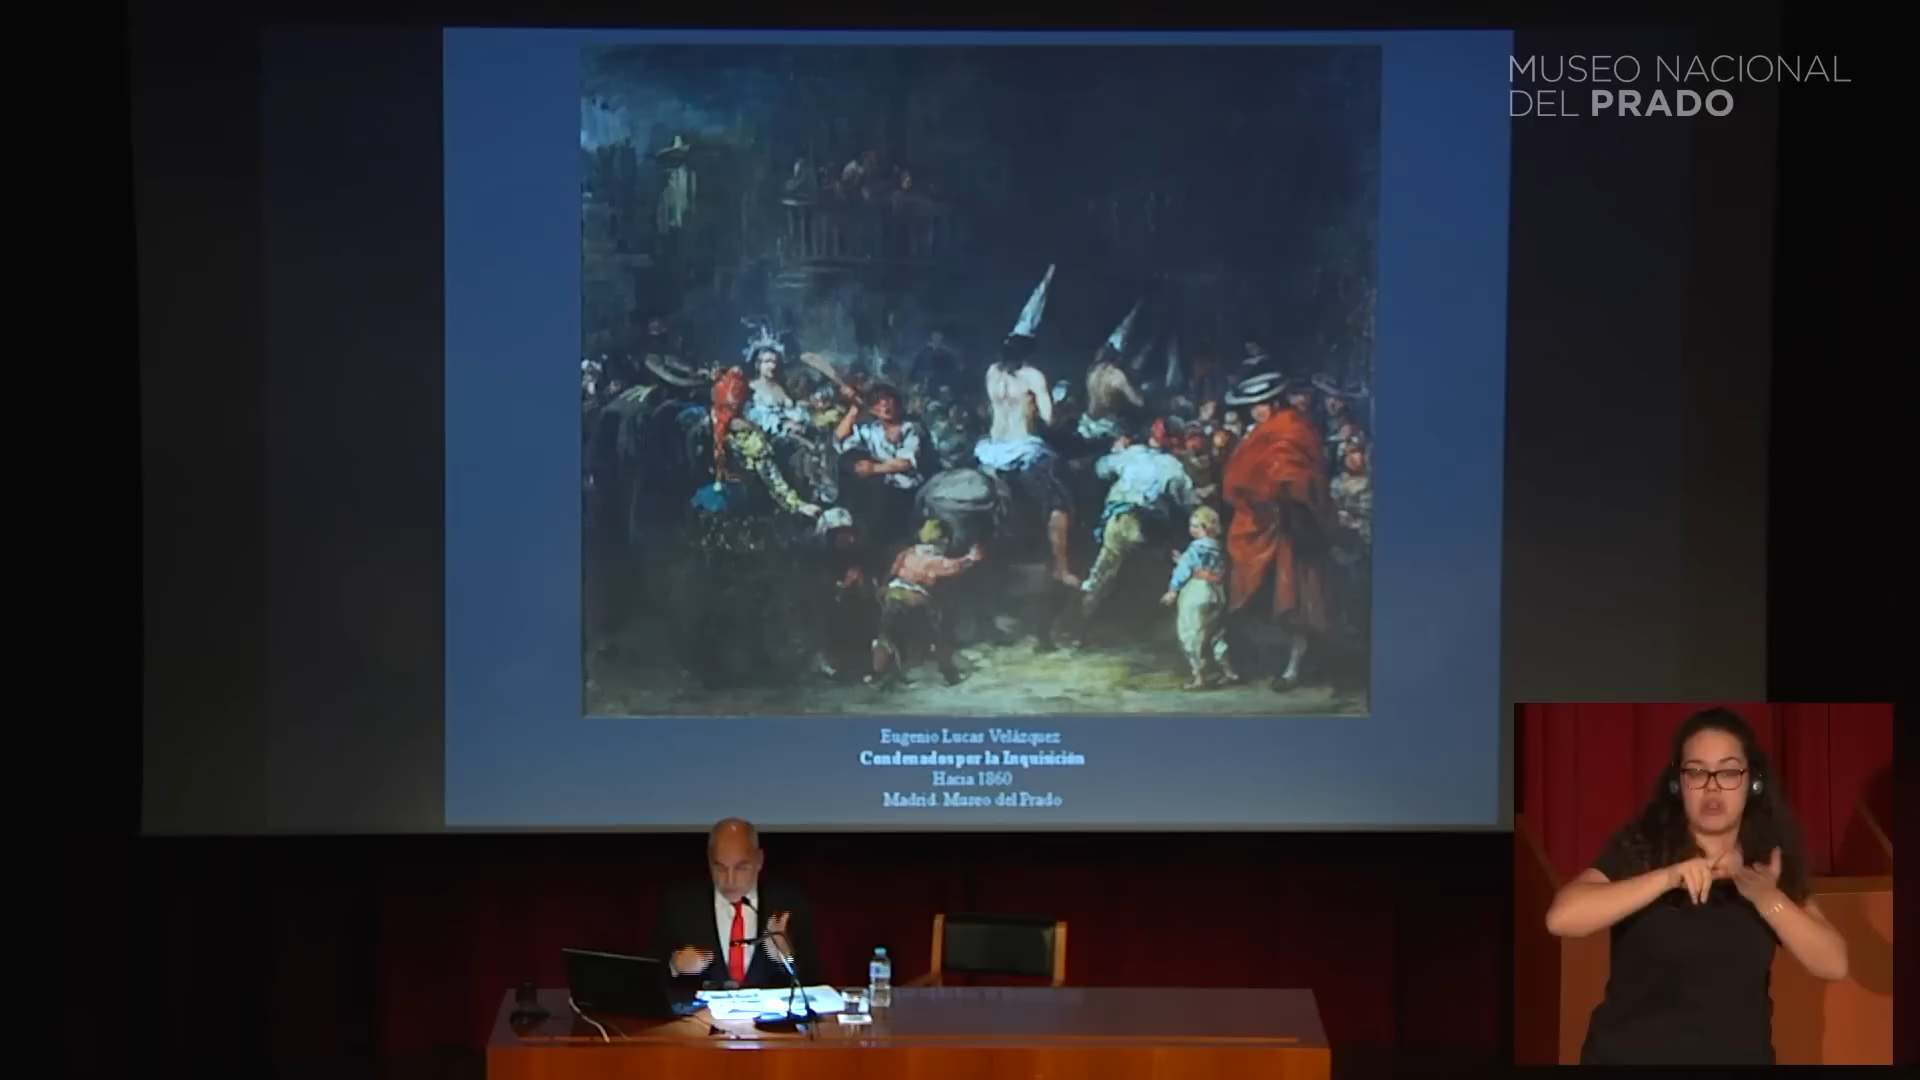 MUSEO NACIONAL
DEL PRADO
Eugenio Lucas Velázquez
Condenados por la Inquisición
Hacia 1860
Madrid. Museo del Prado